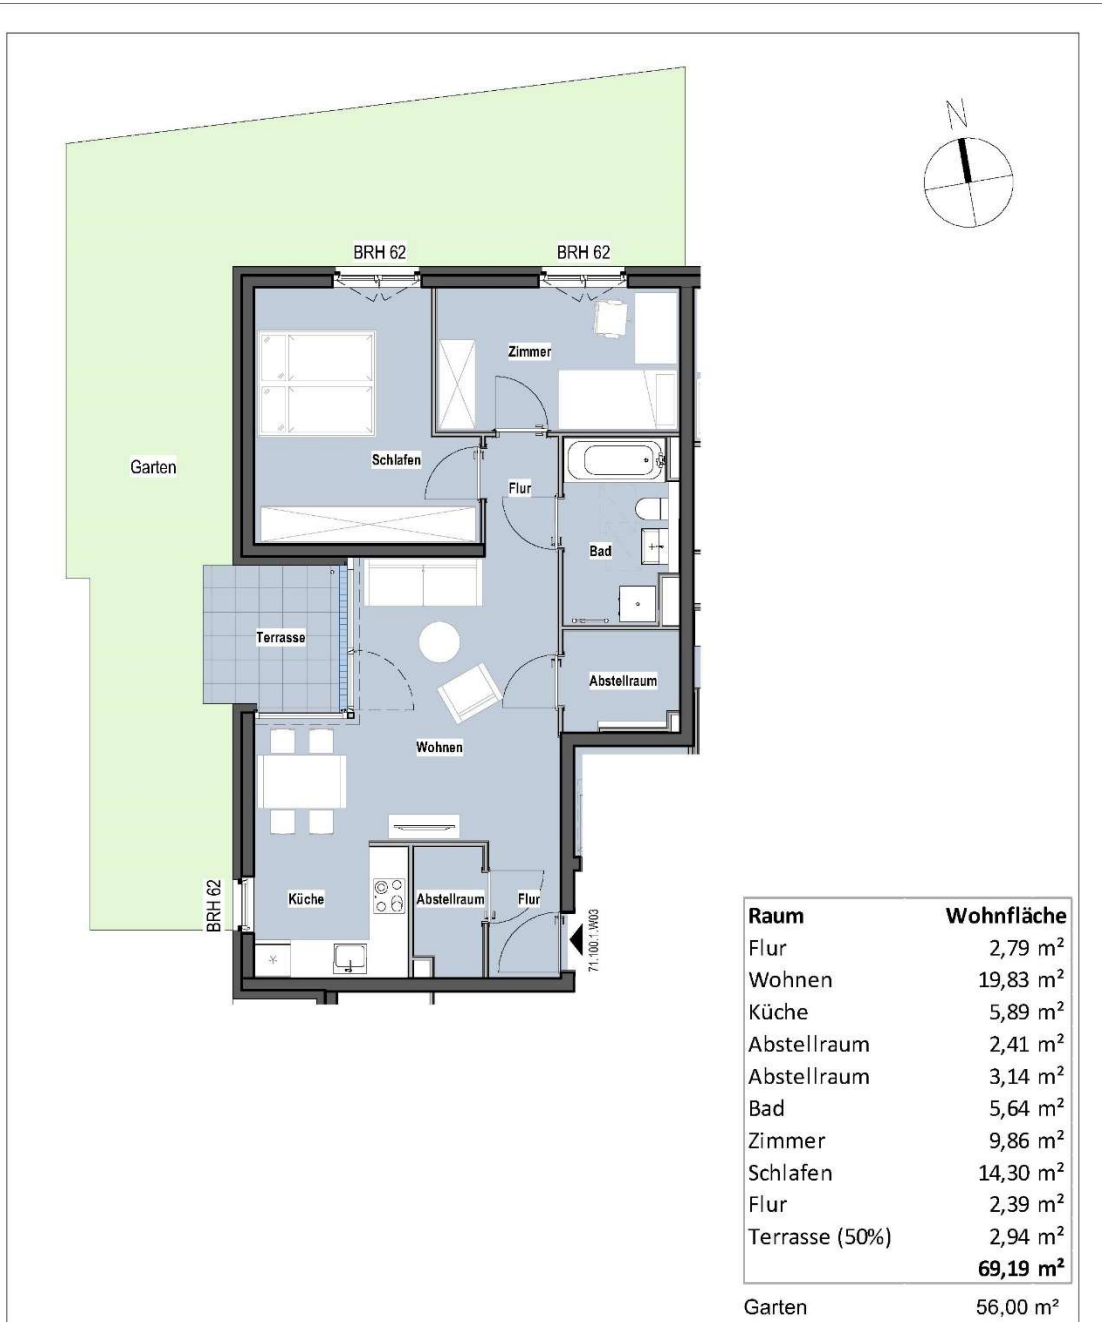 N
BRH 62
BRH 62
Zimmer
Garten
Schlafen
Flur
Bad
Terrasse
Abstellraum
Wohnen
BRH 62
Küche
Abstellraum
Flur
71.100.1.W03
Raum Wohnfläche
Flur 2,79 m²
Wohnen 19,83 m²
Küche 5,89 m²
Abstellraum 2,41 m²
Abstellraum 3,14 m²
Bad 5,64 m²
Zimmer 9,86 m²
Schlafen 14,30 m²
Flur 2,39 m²
Terrasse (50%) 2,94 m²
69,19 m²
Garten 56,00 m²